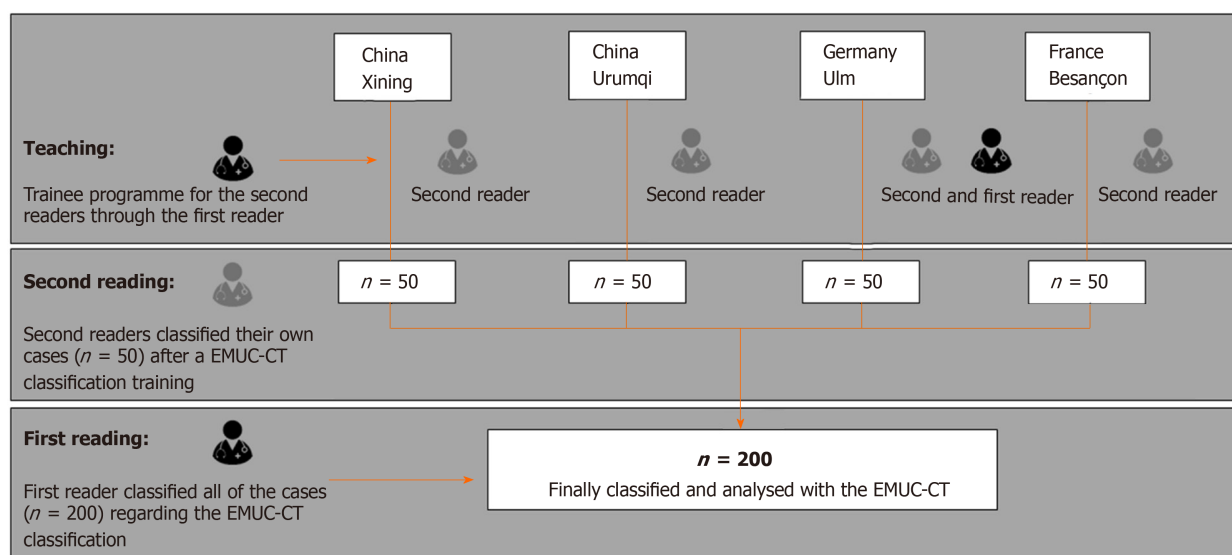 China
Xining
China
Urumqi
Germany
Ulm
France
Besançon
Teaching:
Trainee programme for the second
readers through the first reader
Second reader
Second reader
Second and first reader
Second reader
Second reading:
n = 50
n = 50
n = 50
n = 50
Second readers classified their own
cases (n = 50) after a EMUC-CT
classification training
First reading:
First reader classified all of the cases
(n = 200) regarding the EMUC-CT
classification
n = 200
Finally classified and analysed with the EMUC-CT